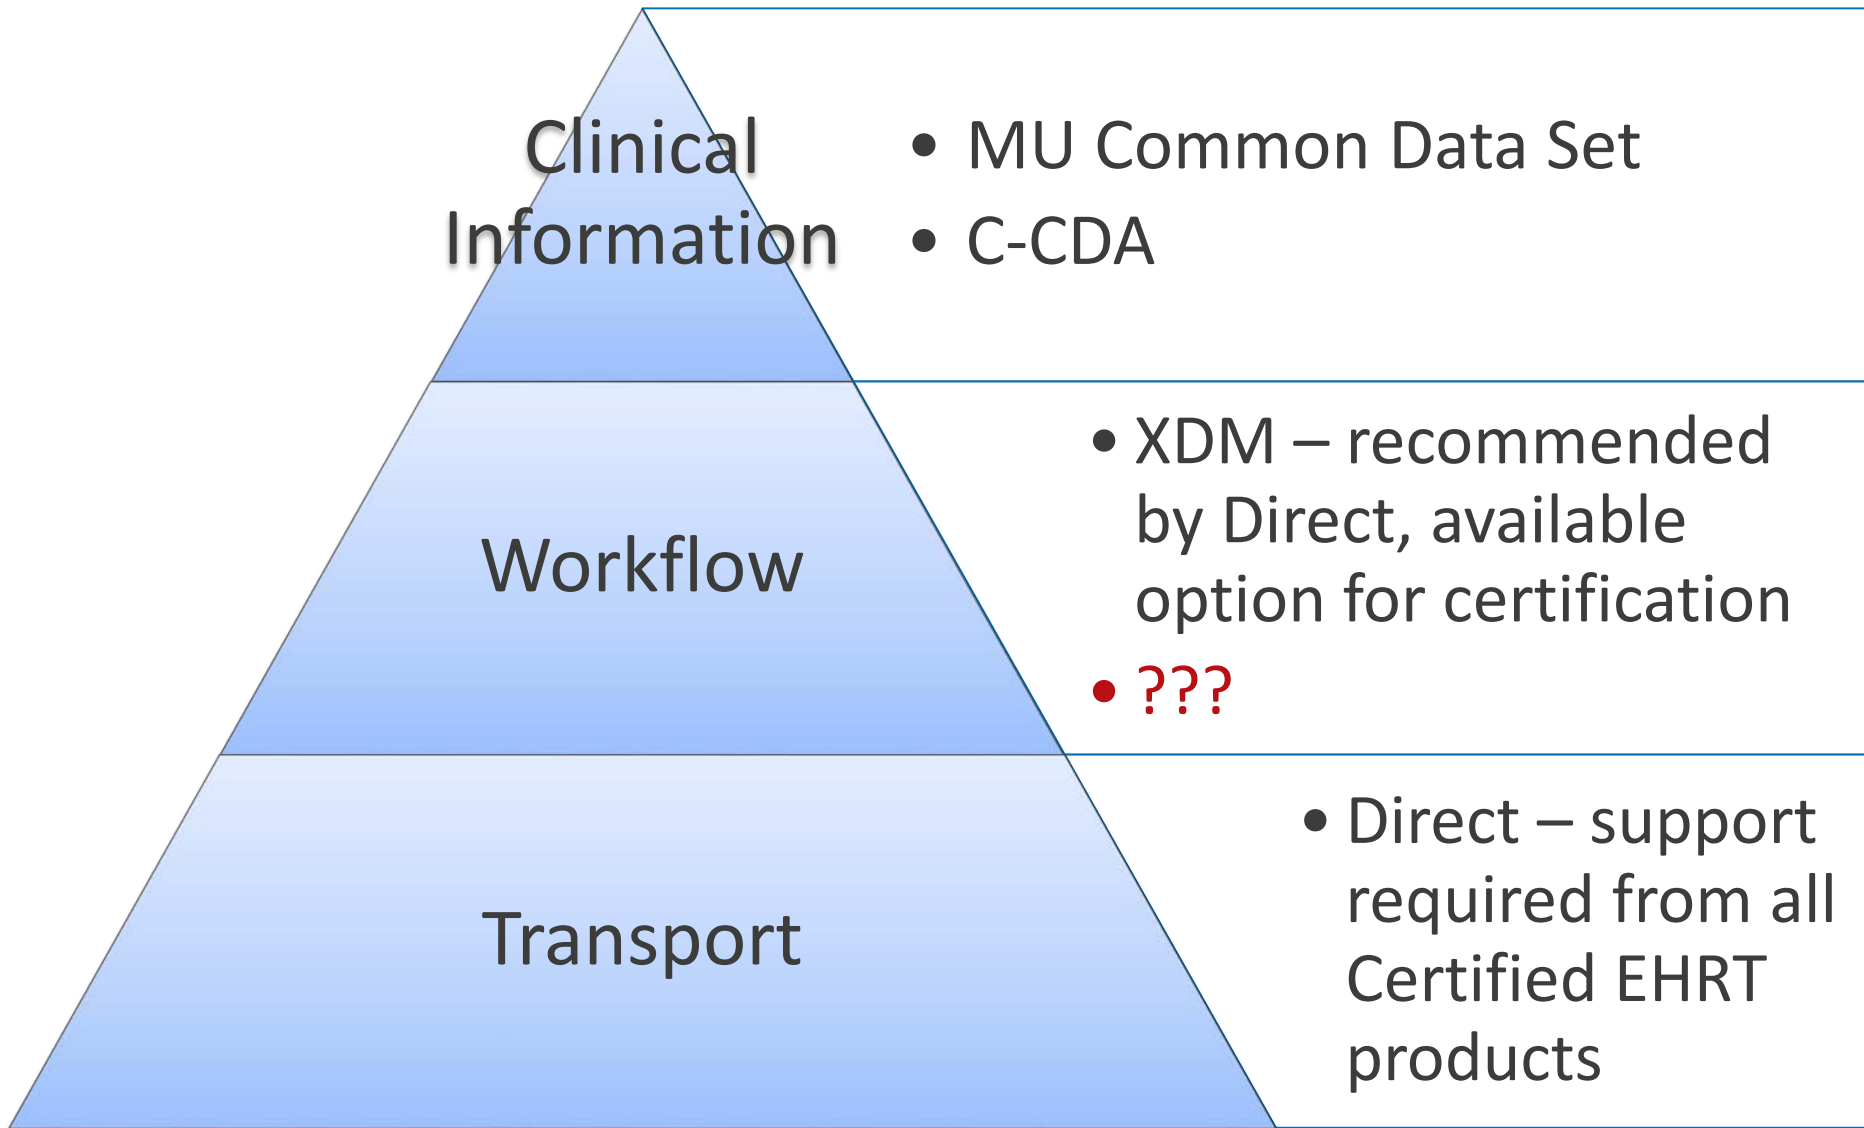 Clinical
Information
• MU Common Data Set
• C-CDA
Workflow
• XDM – recommended
by Direct, available
option for certification
• ???
Transport
• Direct – support
required from all
Certified EHRT
products